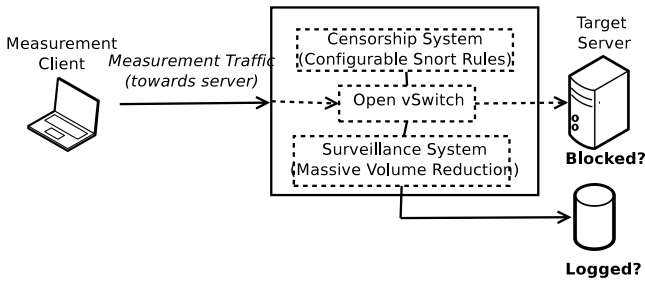 Measurement
Client
Measurement Traffic
(towards server)
Censorship System
(Configurable Snort Rules)
Open vSwitch
Surveillance System
(Massive Volume Reduction)
Target
Server
Blocked?
Logged?